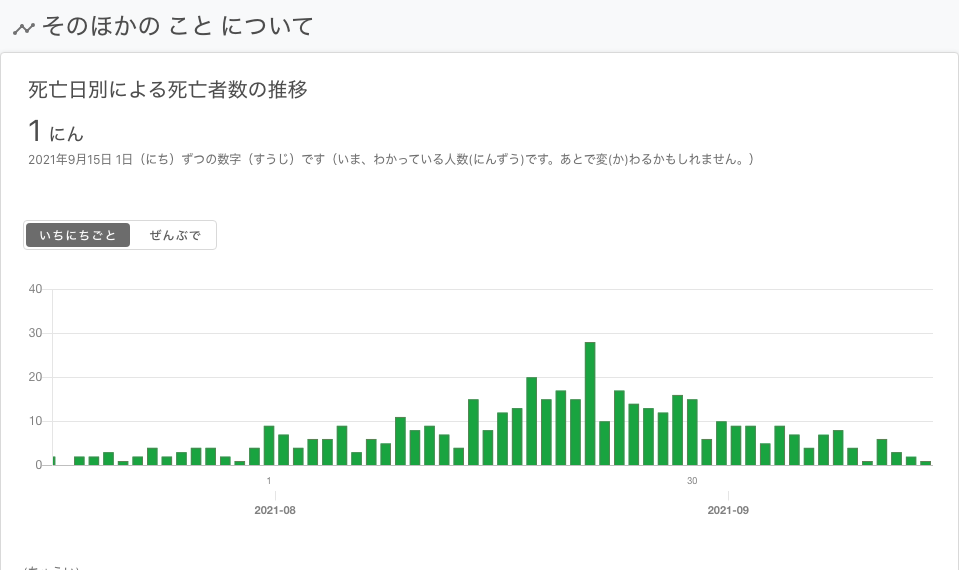 そのほかの こと について
死亡日別による死亡者数の推移
1 にん
2021年9月15日 1日（にち）ずつの数字（すうじ）です（いま、わかっている人数(にんずう)です。あとで変(か)わるかもしれません。）
いちにちごと ぜんぶで
40
30
20
10
0
1 30
2021-08 2021-09